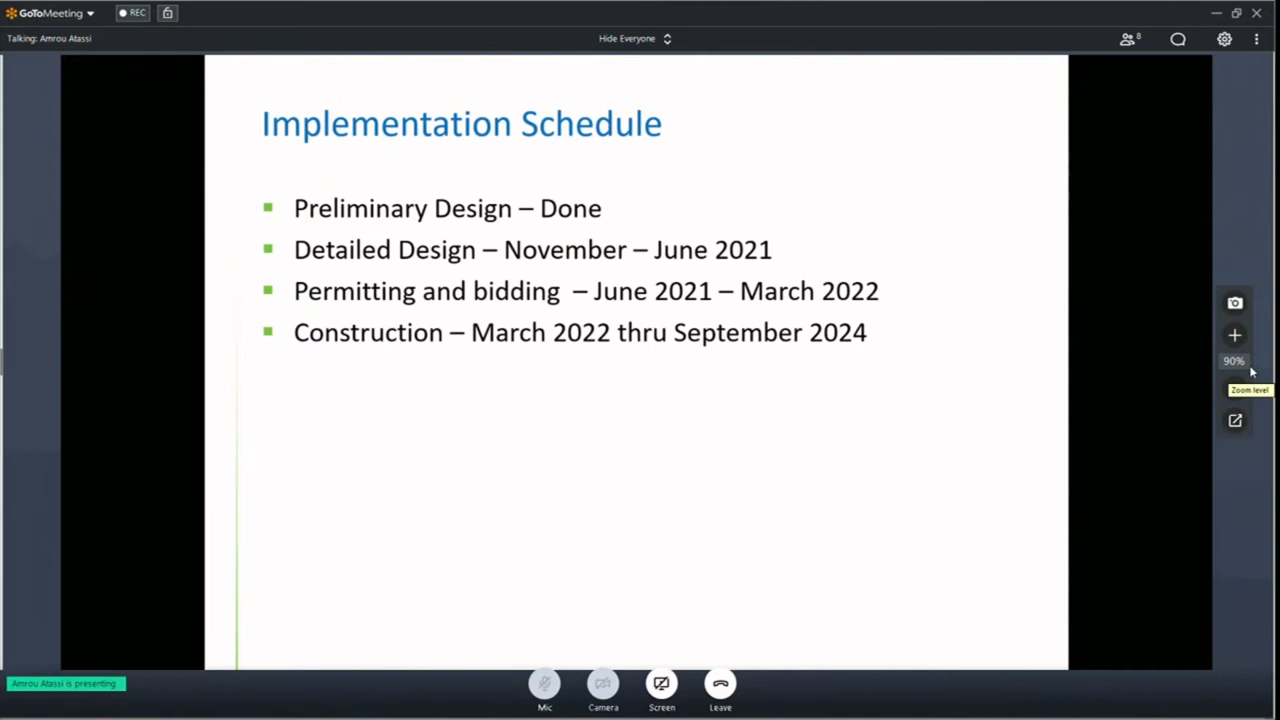 GoToMeeting
REC
Talking: Amrou Atassi
Hide Everyone
8
Implementation Schedule
Preliminary Design – Done
Detailed Design – November – June 2021
Permitting and bidding – June 2021 – March 2022
Construction – March 2022 thru September 2024
90%
Zoom level
Amrou Atassi is presenting
Mic
Camera
Screen
Leave